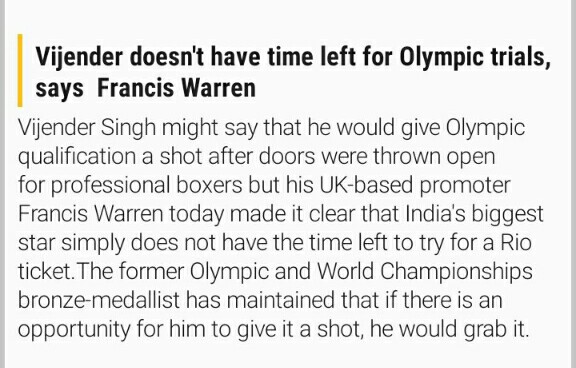 Vijender doesn't have time left for Olympic trials,
says Francis Warren
Vijender Singh might say that he would give Olympic
qualification a shot after doors were thrown open
for professional boxers but his UK-based promoter
Francis Warren today made it clear that India's biggest
star simply does not have the time left to try for a Rio
ticket.The former Olympic and World Championships
bronze-medallist has maintained that if there is an
opportunity for him to give it a shot, he would grab it.